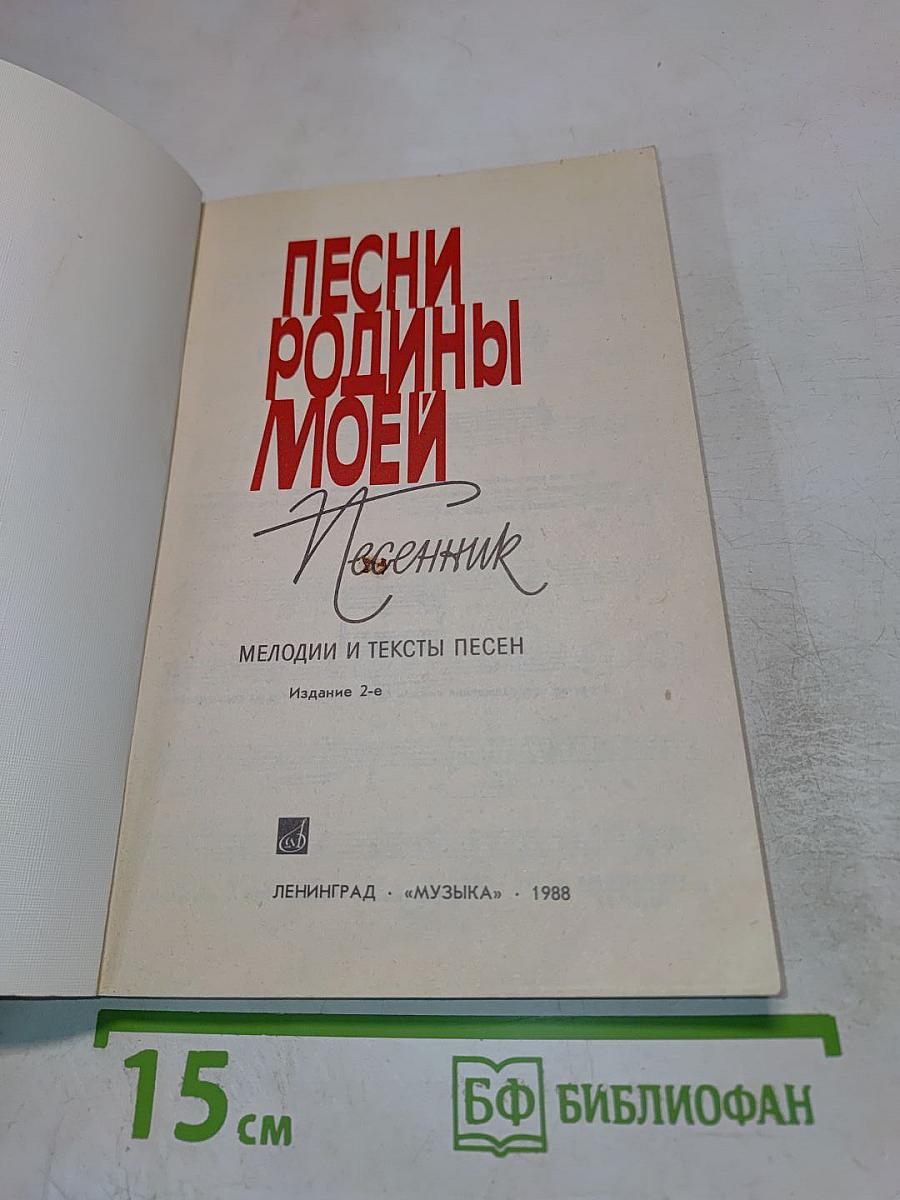 ПЕСНИ
РОДИНЫ
МОЕЙ
Песенник
МЕЛОДИИ И ТЕКСТЫ ПЕСЕН
Издание 2-е
ЛЕНИНГРАД · «МУЗЫКА» · 1988
15 см
БФ БИБЛИОФАН